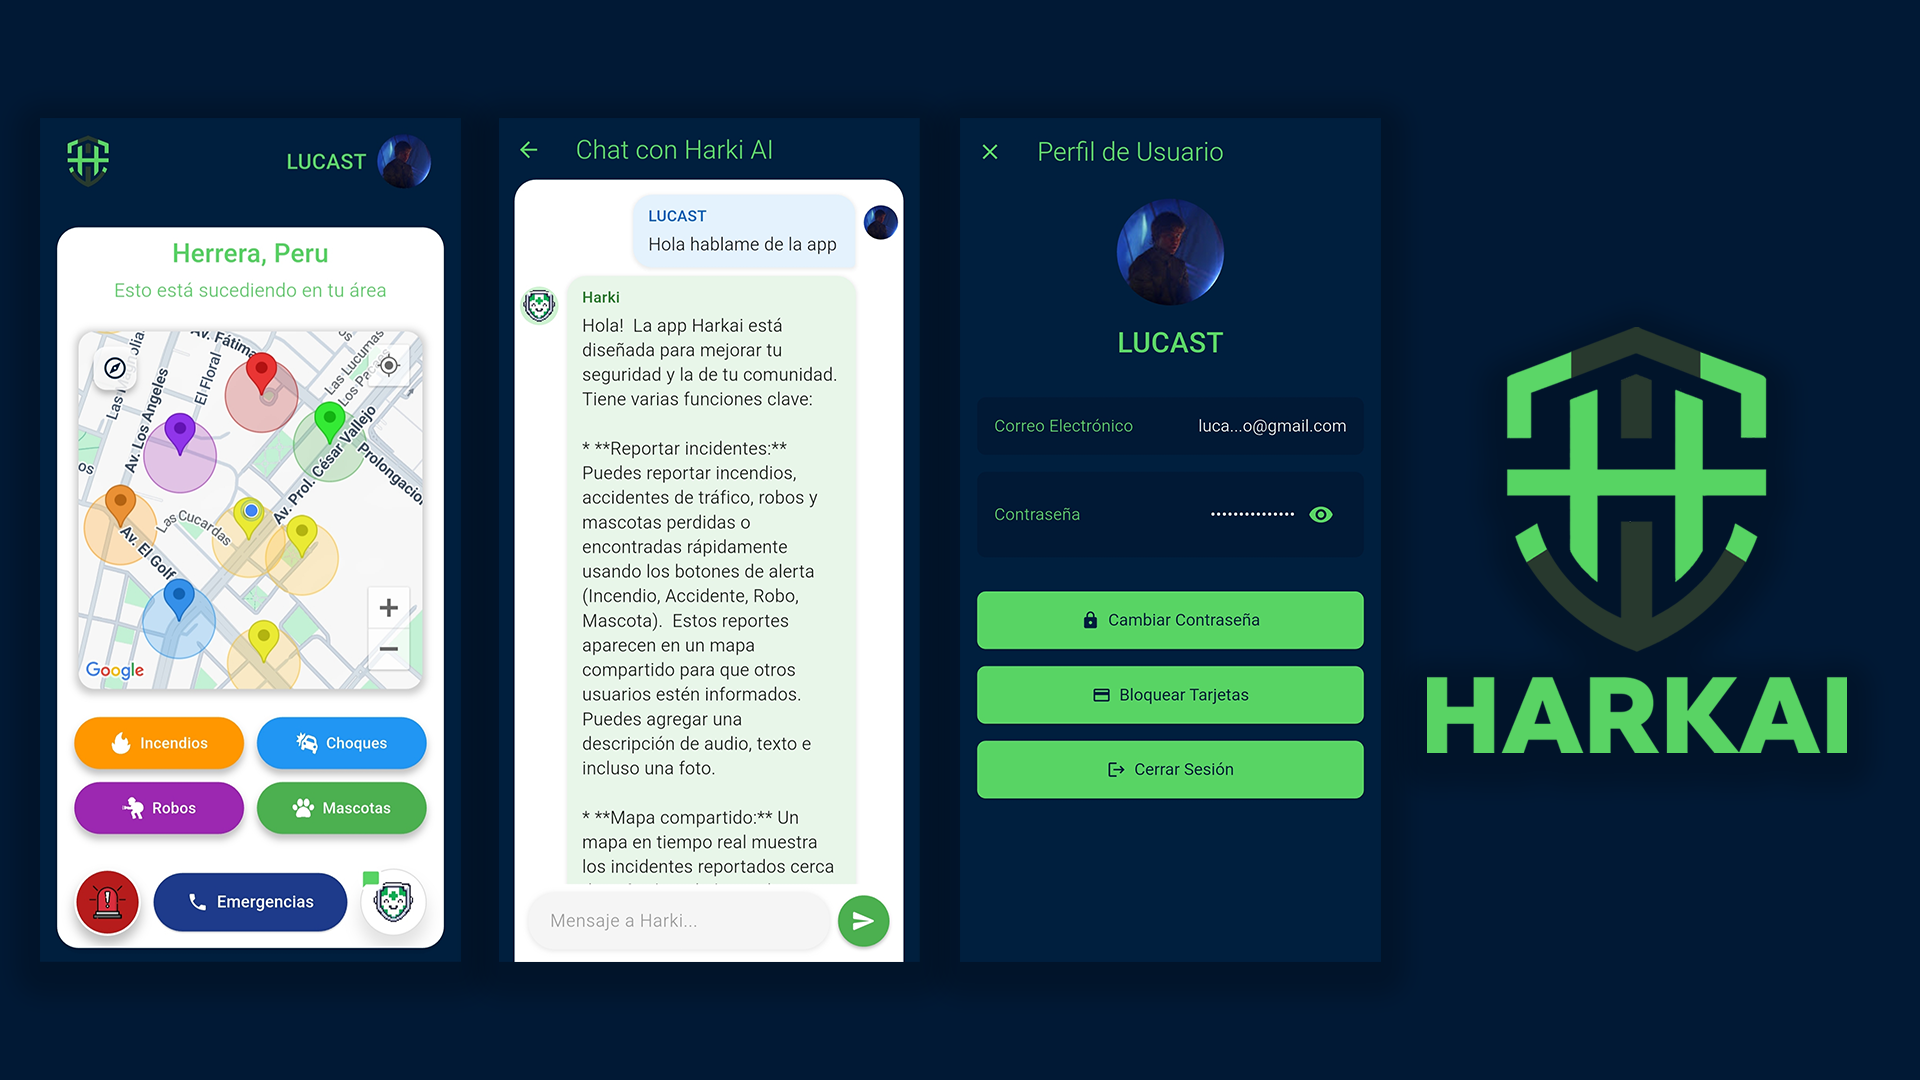 LUCAST
Herrera, Peru
Esto está sucediendo en tu área
Av. Fátima
Las Lucumas
Los Pacaes
El Floral
Av. Los Angeles
Av. Prol. César Vallejo
Prolongacion
Las Cucardas
Av. El Golf
os
Google
Incendios
Choques
Robos
Mascotas
Emergencias
Chat con Harki AI
LUCAST
Hola hablame de la app
Harki
Hola!  La app Harkai está
diseñada para mejorar tu
seguridad y la de tu comunidad.
Tiene varias funciones clave:
* **Reportar incidentes:**
Puedes reportar incendios,
accidentes de tráfico, robos y
mascotas perdidas o
encontradas rápidamente
usando los botones de alerta
(Incendio, Accidente, Robo,
Mascota).  Estos reportes
aparecen en un mapa
compartido para que otros
usuarios estén informados.
Puedes agregar una
descripción de audio, texto e
incluso una foto.
* **Mapa compartido:** Un
mapa en tiempo real muestra
los incidentes reportados cerca
Mensaje a Harki...
Perfil de Usuario
LUCAST
Correo Electrónico
luca...o@gmail.com
Contraseña
Cambiar Contraseña
Bloquear Tarjetas
Cerrar Sesión
HARKAI